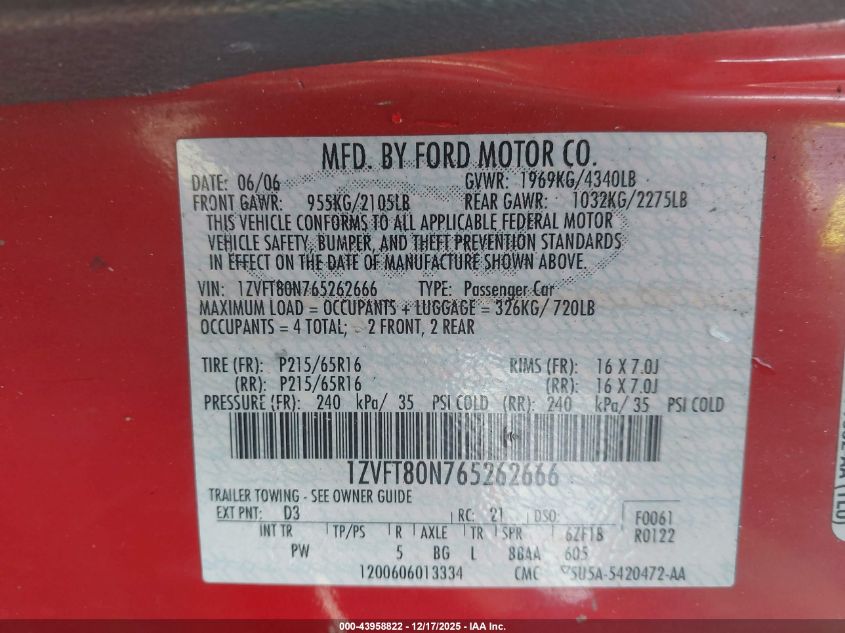 MFD. BY FORD MOTOR CO.
DATE: 06/06 GVWR: 1969KG/4340LB
FRONT GAWR: 955KG/2105LB REAR GAWR: 1032KG/2275LB
THIS VEHICLE CONFORMS TO ALL APPLICABLE FEDERAL MOTOR
VEHICLE SAFETY, BUMPER, AND THEFT PREVENTION STANDARDS
IN EFFECT ON THE DATE OF MANUFACTURE SHOWN ABOVE.
VIN: 1ZVFT80N765262666 TYPE: Passenger Car
MAXIMUM LOAD = OCCUPANTS + LUGGAGE = 326KG/ 720LB
OCCUPANTS = 4 TOTAL; 2 FRONT, 2 REAR
TIRE (FR): P215/65R16 RIMS (FR): 16 X 7.0J
(RR): P215/65R16 (RR): 16 X 7.0J
PRESSURE (FR): 240 kPa/ 35 PSI COLD (RR): 240 kPa/ 35 PSI COLD
1ZVFT80N765262666
TRAILER TOWING - SEE OWNER GUIDE
EXT PNT: D3 RC: 21 DSO: F0061
INT TR TP/PS R AXLE TR SPR 6ZF18 R0122
PW 5 BG L 88AA 605
1200606013334 CMC 5U5A-5420472-AA
000-43958822 - 12/17/2025 - IAA Inc.